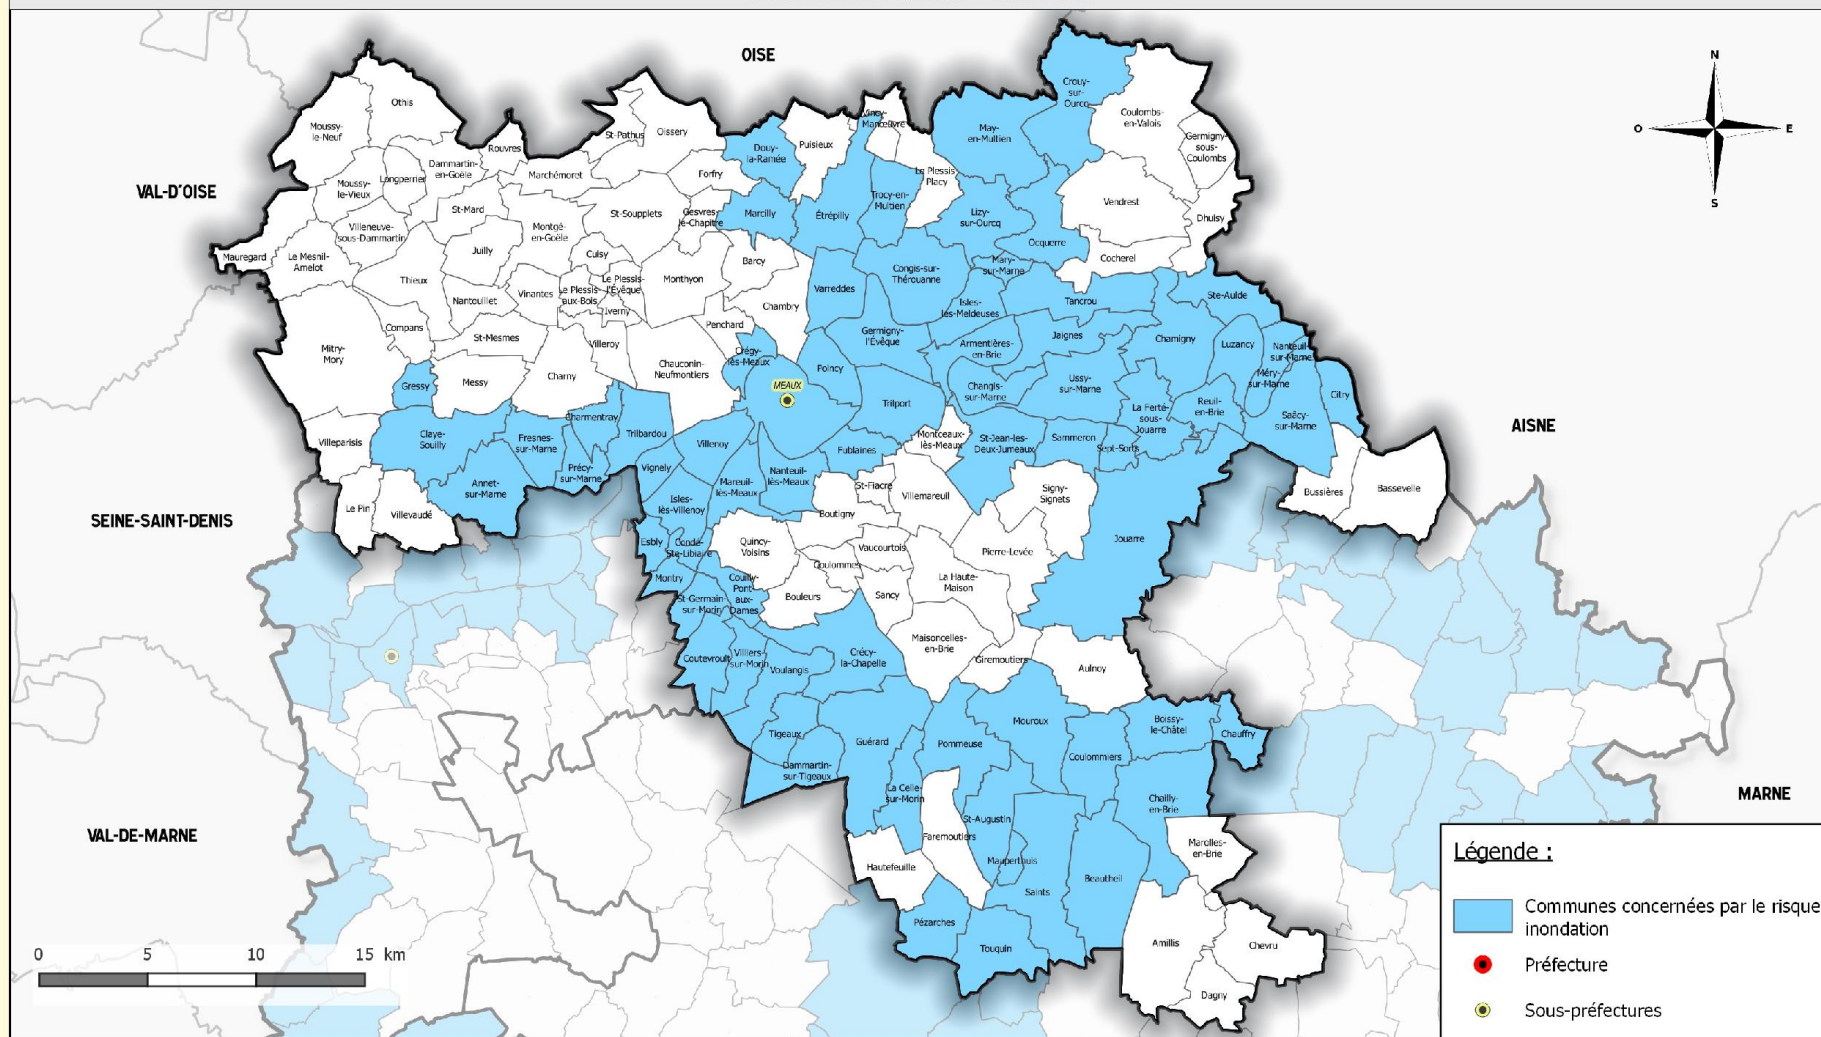 OISE
VAL-D'OISE
SEINE-SAINT-DENIS
VAL-DE-MARNE
AISNE
MARNE
N
O
E
S
Othis
Moussy-
le-Neuf
Rouvres
Dammartin-
en-Goële
Longperrier
Moussy-
le-Vieux
Marchémoret
St-Pathus
Oissery
Forfry
Douy-
la-Ramée
Puisieux
Vincy-
Manœuvre
May-
en-Multien
Crouy-
sur-
Ourcq
Coulombs-
en-Valois
Germigny-
sous-
Coulombs
Villeneuve-
sous-Dammartin
St-Mard
Montgé-
en-Goële
St-Soupplets
Gesvres-
le-Chapitre
Marcilly
Étrépilly
Trocy-en-
Multien
Le Plessis-
Placy
Lizy-
sur-Ourcq
Vendrest
Dhuisy
Mauregard
Le Mesnil-
Amelot
Juilly
Cuisy
Barcy
Ocquerre
Cocherel
Thieux
Nantouillet
Vinantes
Le Plessis-
aux-Bois
Le Plessis-
l'Évêque
Iverny
Monthyon
Chambry
Varreddes
Congis-sur-
Thérouanne
Mary-
sur-Marne
Isles-
les-Meldeuses
Tancrou
Ste-Aulde
Mitry-
Mory
Compans
St-Mesmes
Villeroy
Penchard
Chauconin-
Neufmontiers
Crégy-
lès-Meaux
Germigny-
l'Évêque
Armentières-
en-Brie
Jaignes
Chamigny
Luzancy
Nanteuil-
sur-Marne
Méry-
sur-Marne
Citry
Gressy
Messy
Charny
MEAUX
Poincy
Trilport
Changis-
sur-Marne
Ussy-
sur-Marne
La Ferté-
sous-
Jouarre
Reuil-
en-Brie
Saâcy-
sur-Marne
Villeparisis
Claye-
Souilly
Fresnes-
sur-Marne
Charmentray
Trilbardou
Précy-
sur-Marne
Vignely
Villenoy
Fublaines
Montceaux-
lès-Meaux
St-Jean-les-
Deux-Jumeaux
Sammeron
Sept-Sorts
Annet-
sur-Marne
Le Pin
Villevaudé
Isles-
lès-Villenoy
Mareuil-
lès-Meaux
Nanteuil-
lès-Meaux
St-Fiacre
Villemareuil
Signy-
Signets
Bussières
Bassevelle
Boutigny
Esbly
Condé-
Ste-Libiaire
Quincy-
Voisins
Vaucourtois
Coulommes
Pierre-Levée
Jouarre
Montry
Couilly-
Pont-
aux-
Dames
St-Germain-
sur-Morin
Bouleurs
Sancy
La Haute-
Maison
Coutevroult
Villiers-
sur-Morin
Voulangis
Crécy-
la-Chapelle
Maisoncelles-
en-Brie
Giremoutiers
Aulnoy
Tigeaux
Dammartin-
sur-Tigeaux
Guérard
Pommeuse
Mouroux
Coulommiers
Boissy-
le-Châtel
Chauffry
La Celle-
sur-Morin
Faremoutiers
St-Augustin
Chailly-
en-Brie
Marolles-
en-Brie
Hautefeuille
Mauperthuis
Saints
Beautheil
Pézarches
Touquin
Amillis
Chevru
Dagny
0 5 10 15 km
Légende :
Communes concernées par le risque
inondation
Préfecture
Sous-préfectures